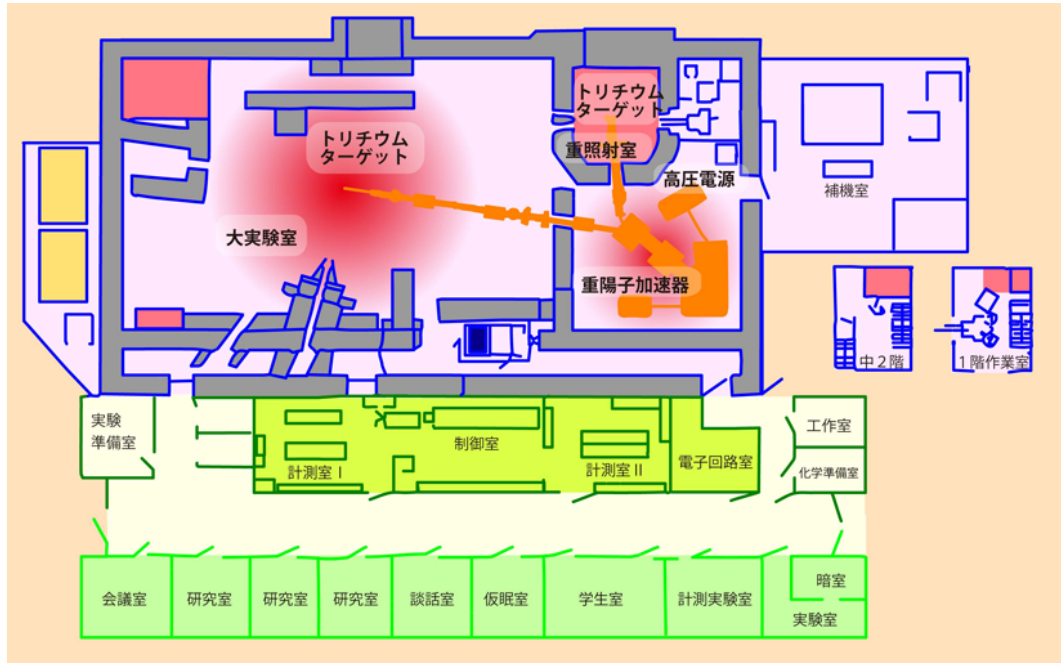 トリチウム
ターゲット
重照射室
トリチウム
ターゲット
高圧電源
補機室
大実験室
重陽子加速器
中2階
1階作業室
実験
準備室
計測室Ⅰ
制御室
計測室Ⅱ
電子回路室
工作室
化学準備室
会議室
研究室
研究室
研究室
談話室
仮眠室
学生室
計測実験室
暗室
実験室